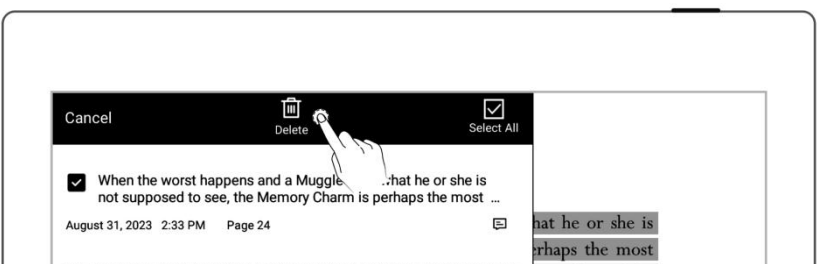 Cancel
Delete
Select All
When the worst happens and a Muggle hat he or she is
not supposed to see, the Memory Charm is perhaps the most ...
August 31, 2023 2:33 PM Page 24
hat he or she is
rhaps the most